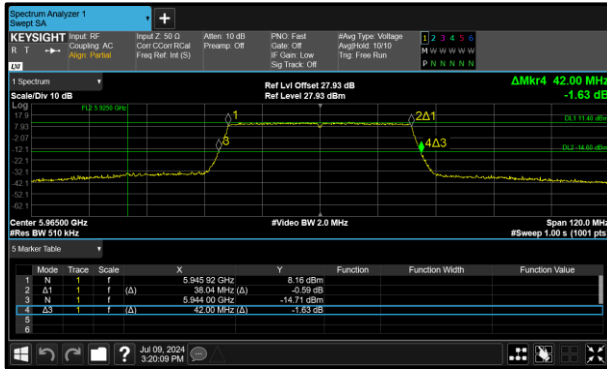 Spectrum Analyzer 1
Swept SA
KEYSIGHT Input: RF Input Z: 50 Ω Atten: 10 dB PNO: Fast #Avg Type: Voltage 1 2 3 4 5 6
R T Coupling: AC Corr CCorr RCal Preamp: Off Gate: Off Avg|Hold: 10/10 M W W W W W
Align: Partial Freq Ref: Int (S) IF Gain: Low Trig: Free Run
Sig Track: Off P N N N N N
LXI
1 Spectrum Ref Lvl Offset 27.93 dB ΔMkr4 42.00 MHz
Scale/Div 10 dB Ref Level 27.93 dBm -1.63 dB
Log
17.9
7.93
-2.07
-12.1
-22.1
-32.1
-42.1
-52.1
-62.1
1
2Δ1
3
4Δ3
DL1 11.40 dBm
DL2 -14.60 dBm
Center 5.96500 GHz #Video BW 2.0 MHz Span 120.0 MHz
#Res BW 510 kHz #Sweep 1.00 s (1001 pts)
5 Marker Table
Mode Trace Scale X Y Function Function Width Function Value
1 N 1 f 5.945 92 GHz 8.16 dBm
2 Δ1 1 f (Δ) 38.04 MHz (Δ) -0.59 dB
3 N 1 f 5.944 00 GHz -14.71 dBm
4 Δ3 1 f (Δ) 42.00 MHz (Δ) -1.63 dB
5
6
? Jul 09, 2024
3:20:09 PM